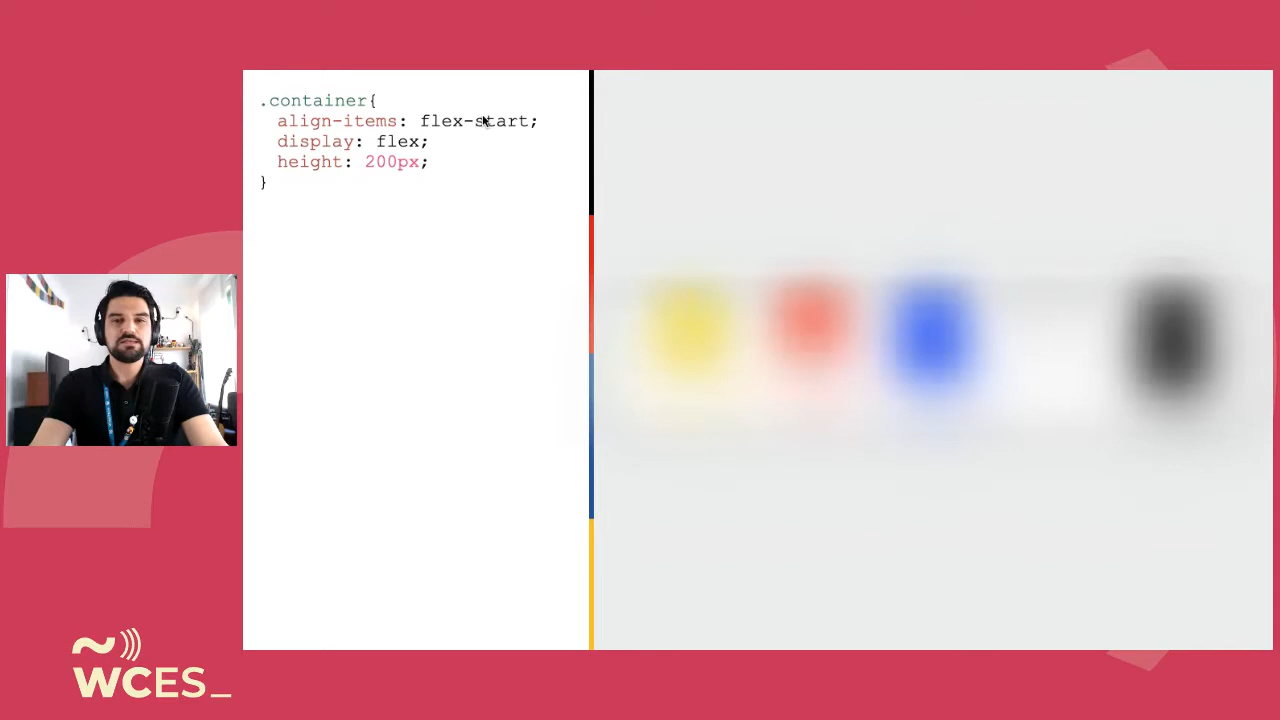 .container{
align-items: flex-start;
display: flex;
height: 200px;
}
WCES_